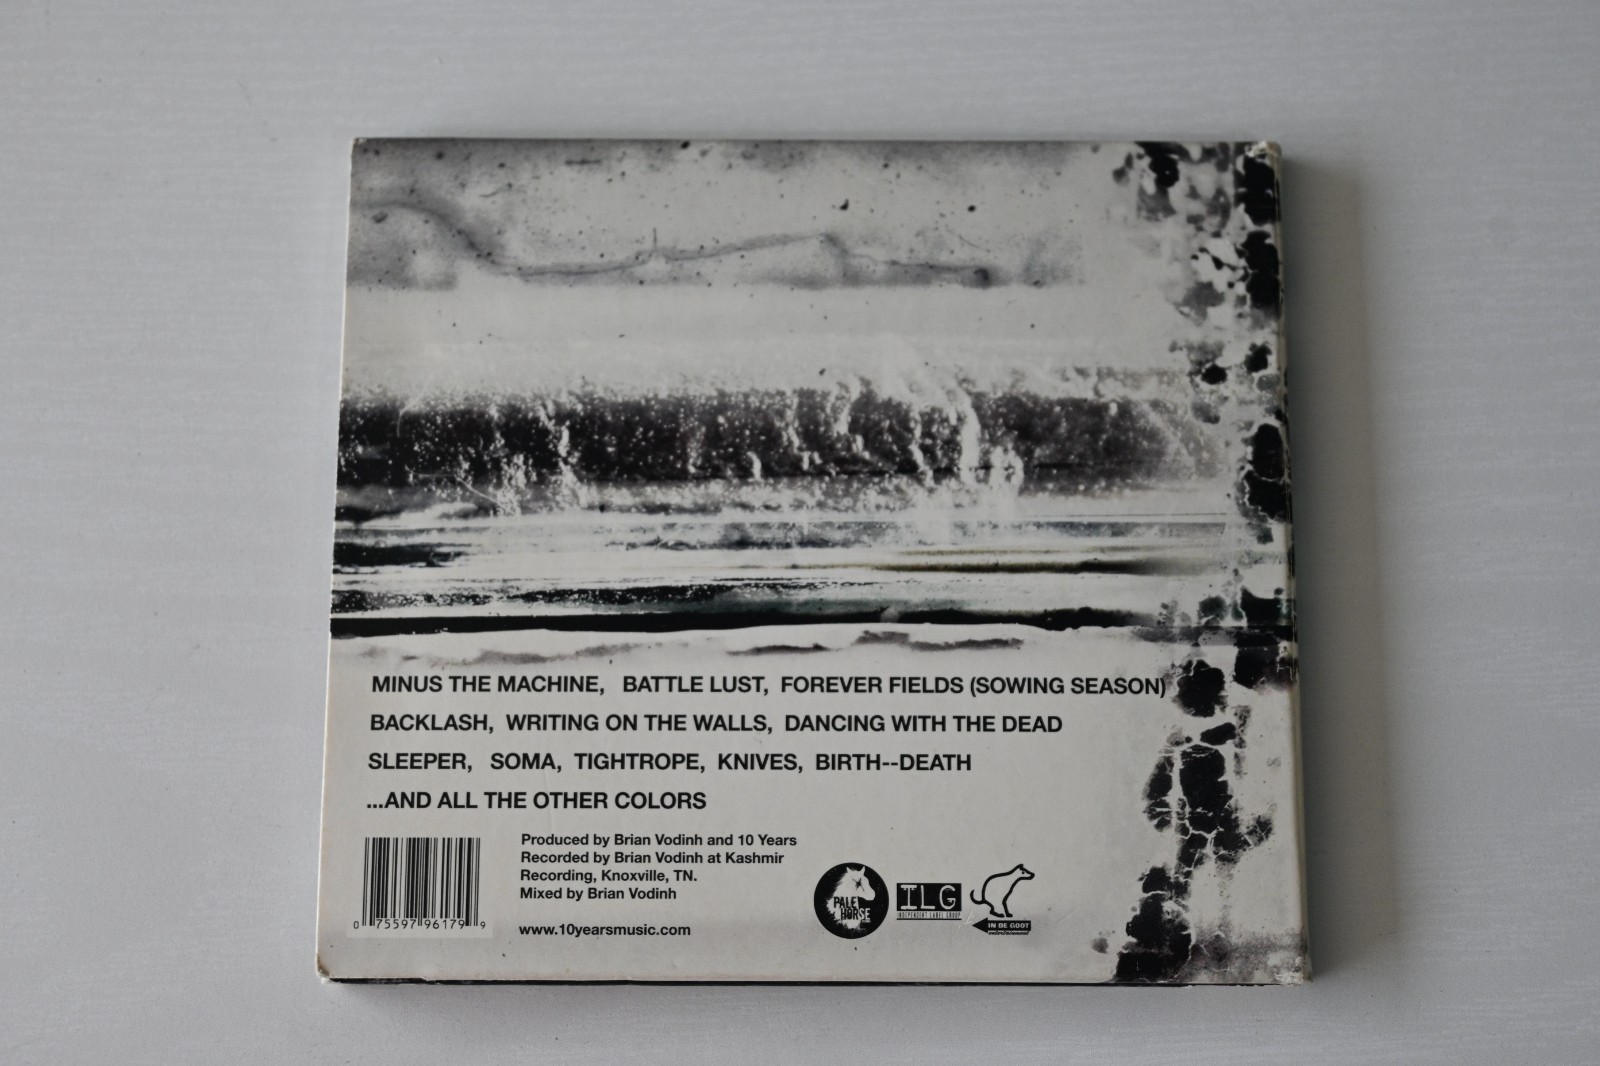 MINUS THE MACHINE, BATTLE LUST, FOREVER FIELDS (SOWING SEASON)
BACKLASH, WRITING ON THE WALLS, DANCING WITH THE DEAD
SLEEPER, SOMA, TIGHTROPE, KNIVES, BIRTH--DEATH
...AND ALL THE OTHER COLORS
Produced by Brian Vodinh and 10 Years
Recorded by Brian Vodinh at Kashmir
Recording, Knoxville, TN.
Mixed by Brian Vodinh
www.10yearsmusic.com
0 75597 96179 9
PALE
HORSE
ILG
INDEPENDENT LABEL GROUP
IN DE GOOT